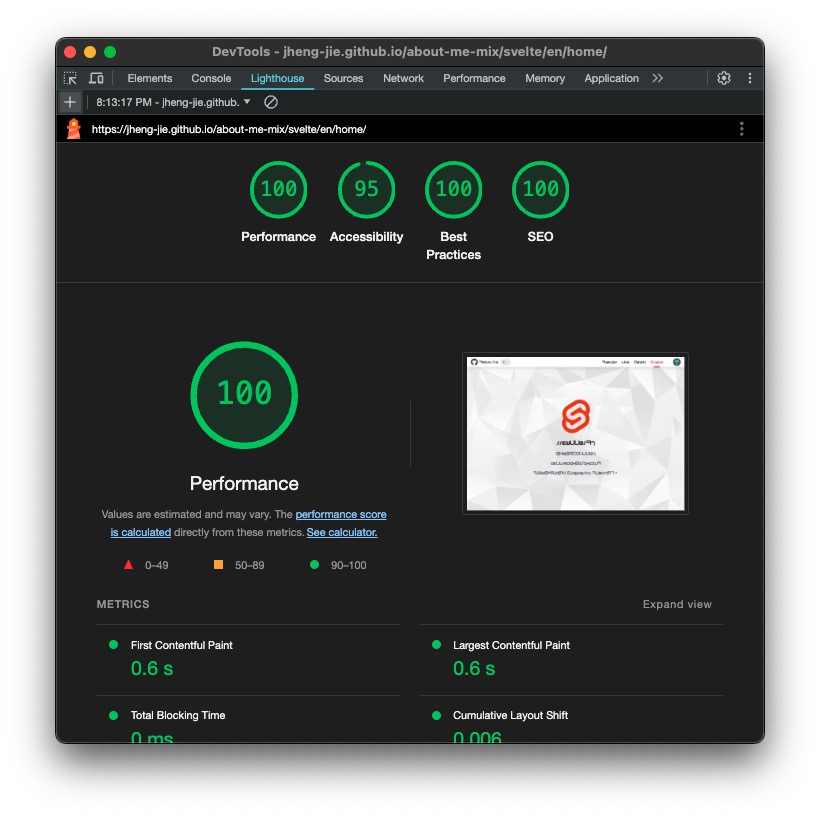 DevTools - jheng-jie.github.io/about-me-mix/svelte/en/home/
Elements Console Lighthouse Sources Network Performance Memory Application
8:13:17 PM - jheng-jie.github.
https://jheng-jie.github.io/about-me-mix/svelte/en/home/
100 95 100 100
Performance Accessibility Best Practices SEO
100
Performance
Values are estimated and may vary. The performance score
is calculated directly from these metrics. See calculator.
0–49 50–89 90–100
METRICS Expand view
First Contentful Paint Largest Contentful Paint
0.6 s 0.6 s
Total Blocking Time Cumulative Layout Shift
0 ms 0.006